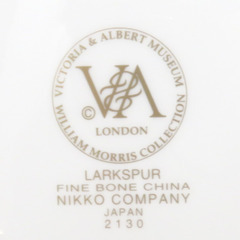 VICTORIA & ALBERT MUSEUM
V&A
©
LONDON
WILLIAM MORRIS COLLECTION
LARKSPUR
FINE BONE CHINA
NIKKO COMPANY
JAPAN
2130